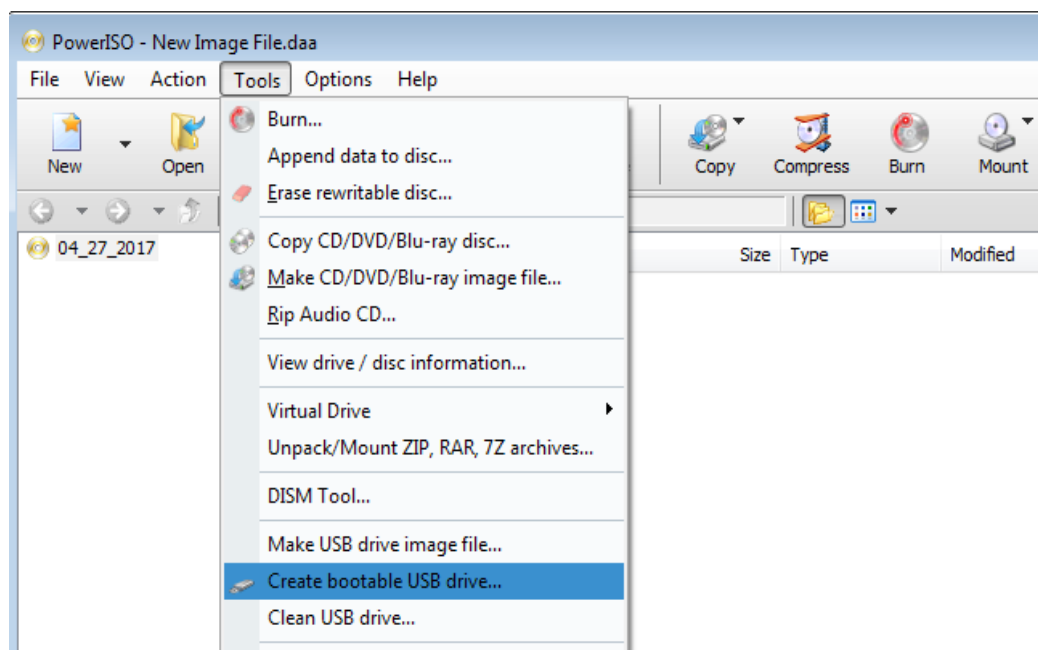 PowerISO - New Image File.daa
File View Action Tools Options Help
New Open Copy Compress Burn Mount
Burn...
Append data to disc...
Erase rewritable disc...
Copy CD/DVD/Blu-ray disc...
Make CD/DVD/Blu-ray image file...
Rip Audio CD...
View drive / disc information...
Virtual Drive
Unpack/Mount ZIP, RAR, 7Z archives...
DISM Tool...
Make USB drive image file...
Create bootable USB drive...
Clean USB drive...
04_27_2017
Size Type Modified